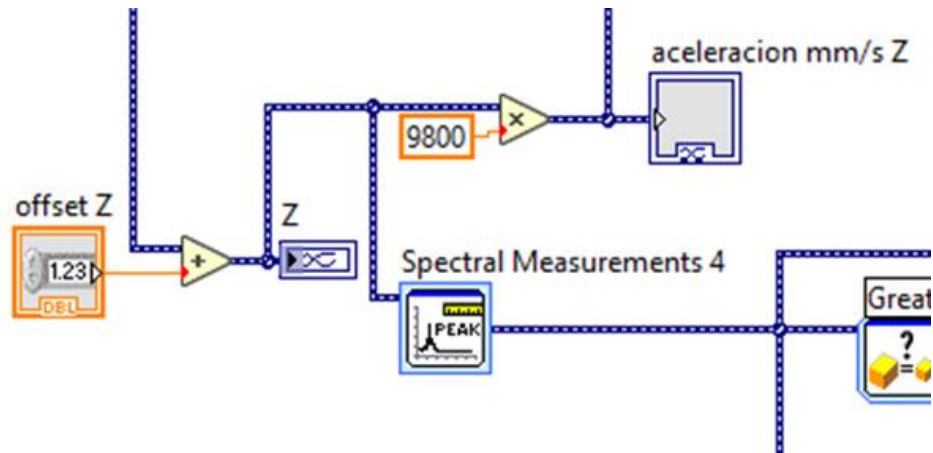 aceleracion mm/s Z
9800
×
offset Z
Z
+
1.23
DBL
Spectral Measurements 4
PEAK
Great
?
=